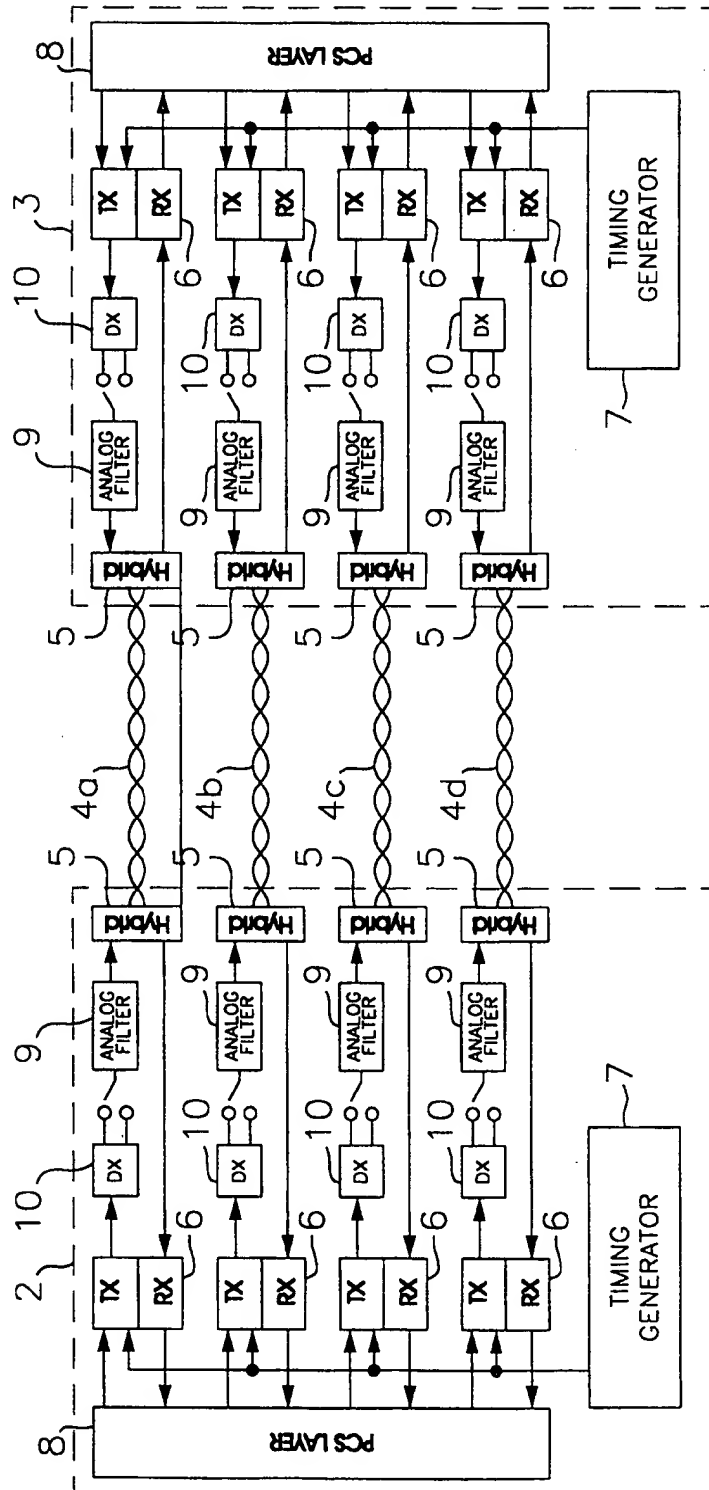 2
3
8
PCS LAYER
TX
RX
6
10
DX
9
ANALOG FILTER
Hybrid
5
4a
5
Hybrid
9
ANALOG FILTER
10
DX
TX
RX
6
8
PCS LAYER
TX
RX
6
10
DX
9
ANALOG FILTER
Hybrid
5
4b
5
Hybrid
9
ANALOG FILTER
10
DX
TX
RX
6
TX
RX
6
10
DX
9
ANALOG FILTER
Hybrid
5
4c
5
Hybrid
9
ANALOG FILTER
10
DX
TX
RX
6
TX
RX
6
10
DX
9
ANALOG FILTER
Hybrid
5
4d
5
Hybrid
9
ANALOG FILTER
10
DX
TX
RX
6
TIMING
GENERATOR
7
7
TIMING
GENERATOR